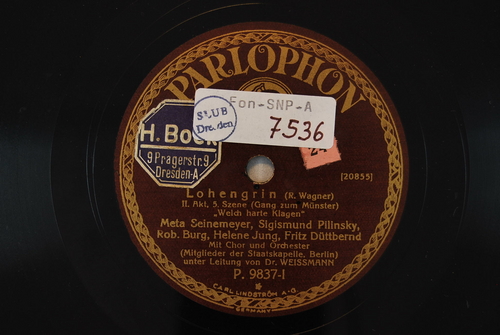 PARLOPHON
Fon-SNP-A
7536
SLUB
Dresden
H. Bock
9 Pragerstr. 9
Dresden-A
[20855]
Lohengrin (R. Wagner)
II. Akt, 5. Szene (Gang zum Münster)
„Welch harte Klagen"
Meta Seinemeyer, Sigismund Pilinsky,
Rob. Burg, Helene Jung, Fritz Düttbernd
Mit Chor und Orchester
(Mitglieder der Staatskapelle, Berlin)
unter Leitung von Dr. WEISSMANN
P. 9837-I
CARL LINDSTRÖM A-G
GERMANY